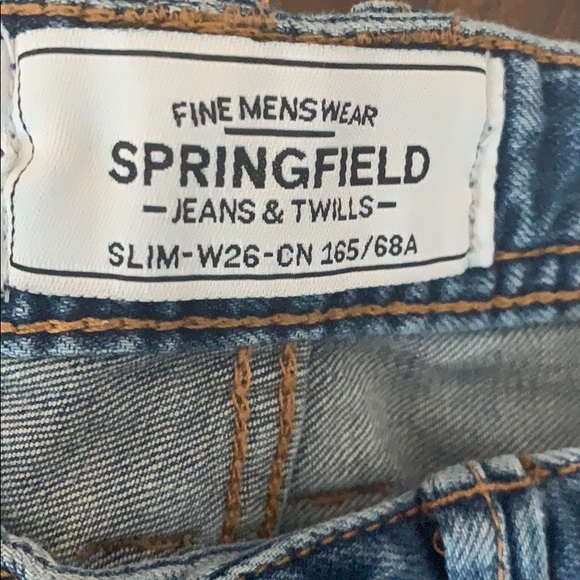 FINE MENSWEAR
SPRINGFIELD
-JEANS & TWILLS-
SLIM-W26-CN 165/68A